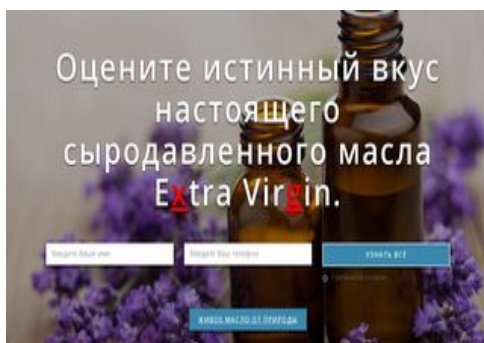 Оцените истинный вкус
настоящего
сыродавленного масла
Extra Virgin.
Введите Ваше имя
Введите Ваш телефон
УЗНАТЬ ВСЁ
ЖИВОЕ МАСЛО ОТ ПРИРОДЫ